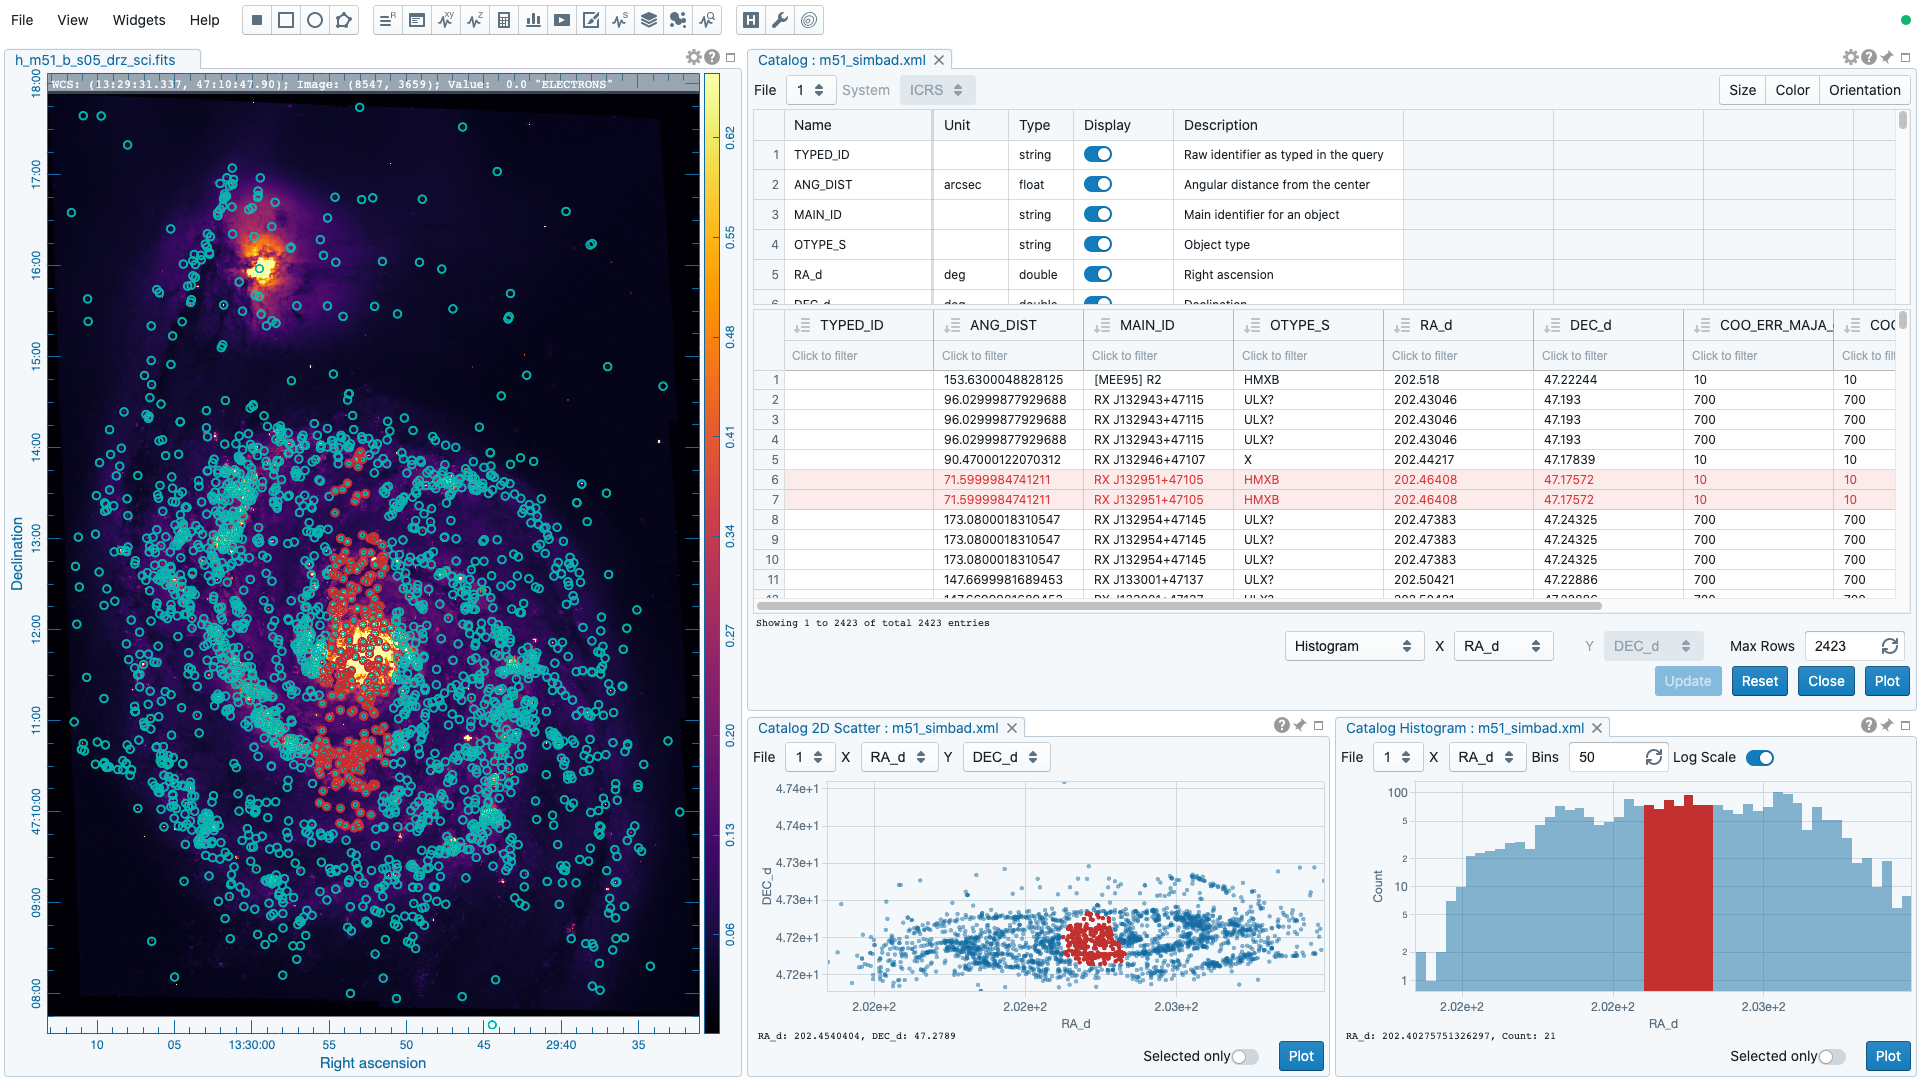 File View Widgets Help
h_m51_b_s05_drz_sci.fits
WCS: (13:29:31.337, 47:10:47.90); Image: (8547, 3659); Value:  0.0 "ELECTRONS"
18:00
17:00
16:00
15:00
14:00
13:00
12:00
11:00
47:10:00
09:00
08:00
Declination
10 05 13:30:00 55 50 45 29:40 35
Right ascension
0.62
0.55
0.48
0.41
0.34
0.27
0.20
0.13
0.06
Catalog : m51_simbad.xml
File 1 System ICRS Size Color Orientation
Name Unit Type Display Description
1 TYPED_ID string Raw identifier as typed in the query
2 ANG_DIST arcsec float Angular distance from the center
3 MAIN_ID string Main identifier for an object
4 OTYPE_S string Object type
5 RA_d deg double Right ascension
6 DEC_d deg double Declination
TYPED_ID ANG_DIST MAIN_ID OTYPE_S RA_d DEC_d COO_ERR_MAJA_ COO
Click to filter Click to filter Click to filter Click to filter Click to filter Click to filter Click to filter Click to filt
1 153.6300048828125 [MEE95] R2 HMXB 202.518 47.22244 10 10
2 96.02999877929688 RX J132943+47115 ULX? 202.43046 47.193 700 700
3 96.02999877929688 RX J132943+47115 ULX? 202.43046 47.193 700 700
4 96.02999877929688 RX J132943+47115 ULX? 202.43046 47.193 700 700
5 90.47000122070312 RX J132946+47107 X 202.44217 47.17839 10 10
6 71.5999984741211 RX J132951+47105 HMXB 202.46408 47.17572 10 10
7 71.5999984741211 RX J132951+47105 HMXB 202.46408 47.17572 10 10
8 173.0800018310547 RX J132954+47145 ULX? 202.47383 47.24325 700 700
9 173.0800018310547 RX J132954+47145 ULX? 202.47383 47.24325 700 700
10 173.0800018310547 RX J132954+47145 ULX? 202.47383 47.24325 700 700
11 147.6699981689453 RX J133001+47137 ULX? 202.50421 47.22886 700 700
12 147.6699981689453 RX J133001+47137 ULX? 202.50421 47.22886 700 700
Showing 1 to 2423 of total 2423 entries
Histogram X RA_d Y DEC_d Max Rows 2423
Update Reset Close Plot
Catalog 2D Scatter : m51_simbad.xml
File 1 X RA_d Y DEC_d
4.74e+1
4.74e+1
4.73e+1
4.73e+1
4.72e+1
4.72e+1
DEC_d
2.02e+2 2.02e+2 2.03e+2
RA_d
RA_d: 202.4540404, DEC_d: 47.2789
Selected only Plot
Catalog Histogram : m51_simbad.xml
File 1 X RA_d Bins 50 Log Scale
100
5
2
10
5
2
1
Count
2.02e+2 2.02e+2 2.03e+2
RA_d
RA_d: 202.40275751326297, Count: 21
Selected only Plot